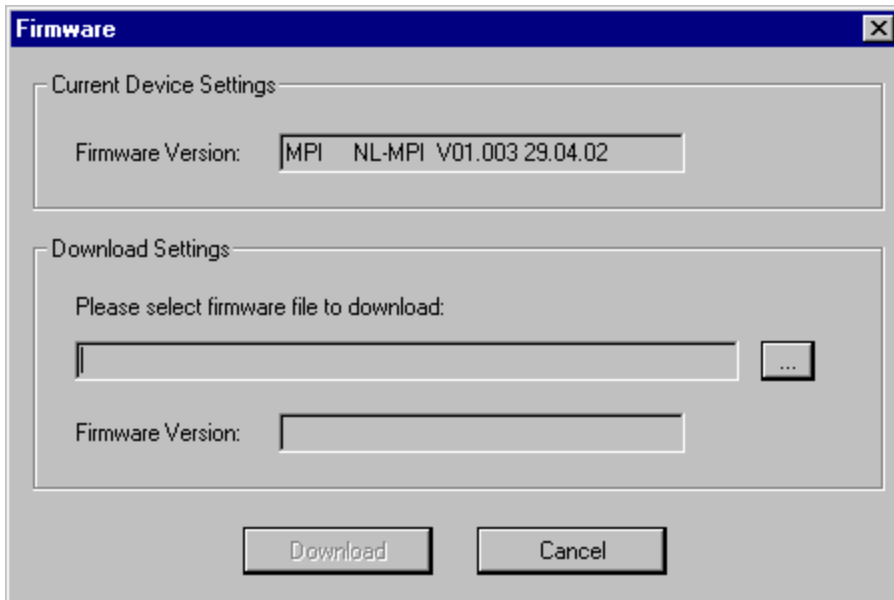 Firmware
Current Device Settings
Firmware Version: MPI NL-MPI V01.003 29.04.02
Download Settings
Please select firmware file to download:
...
Firmware Version:
Download Cancel